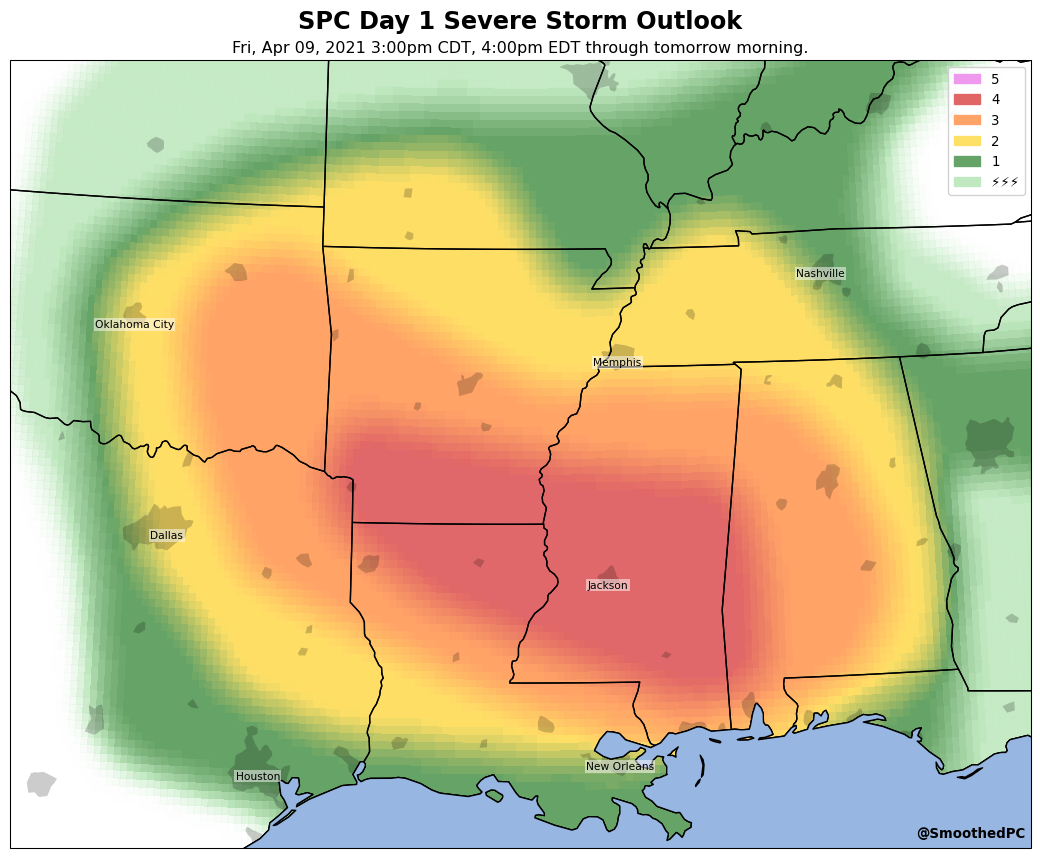 SPC Day 1 Severe Storm Outlook
Fri, Apr 09, 2021 3:00pm CDT, 4:00pm EDT through tomorrow morning.
5
4
3
2
1
⚡⚡⚡
Nashville
Oklahoma City
Memphis
Dallas
Jackson
New Orleans
Houston
@SmoothedPC